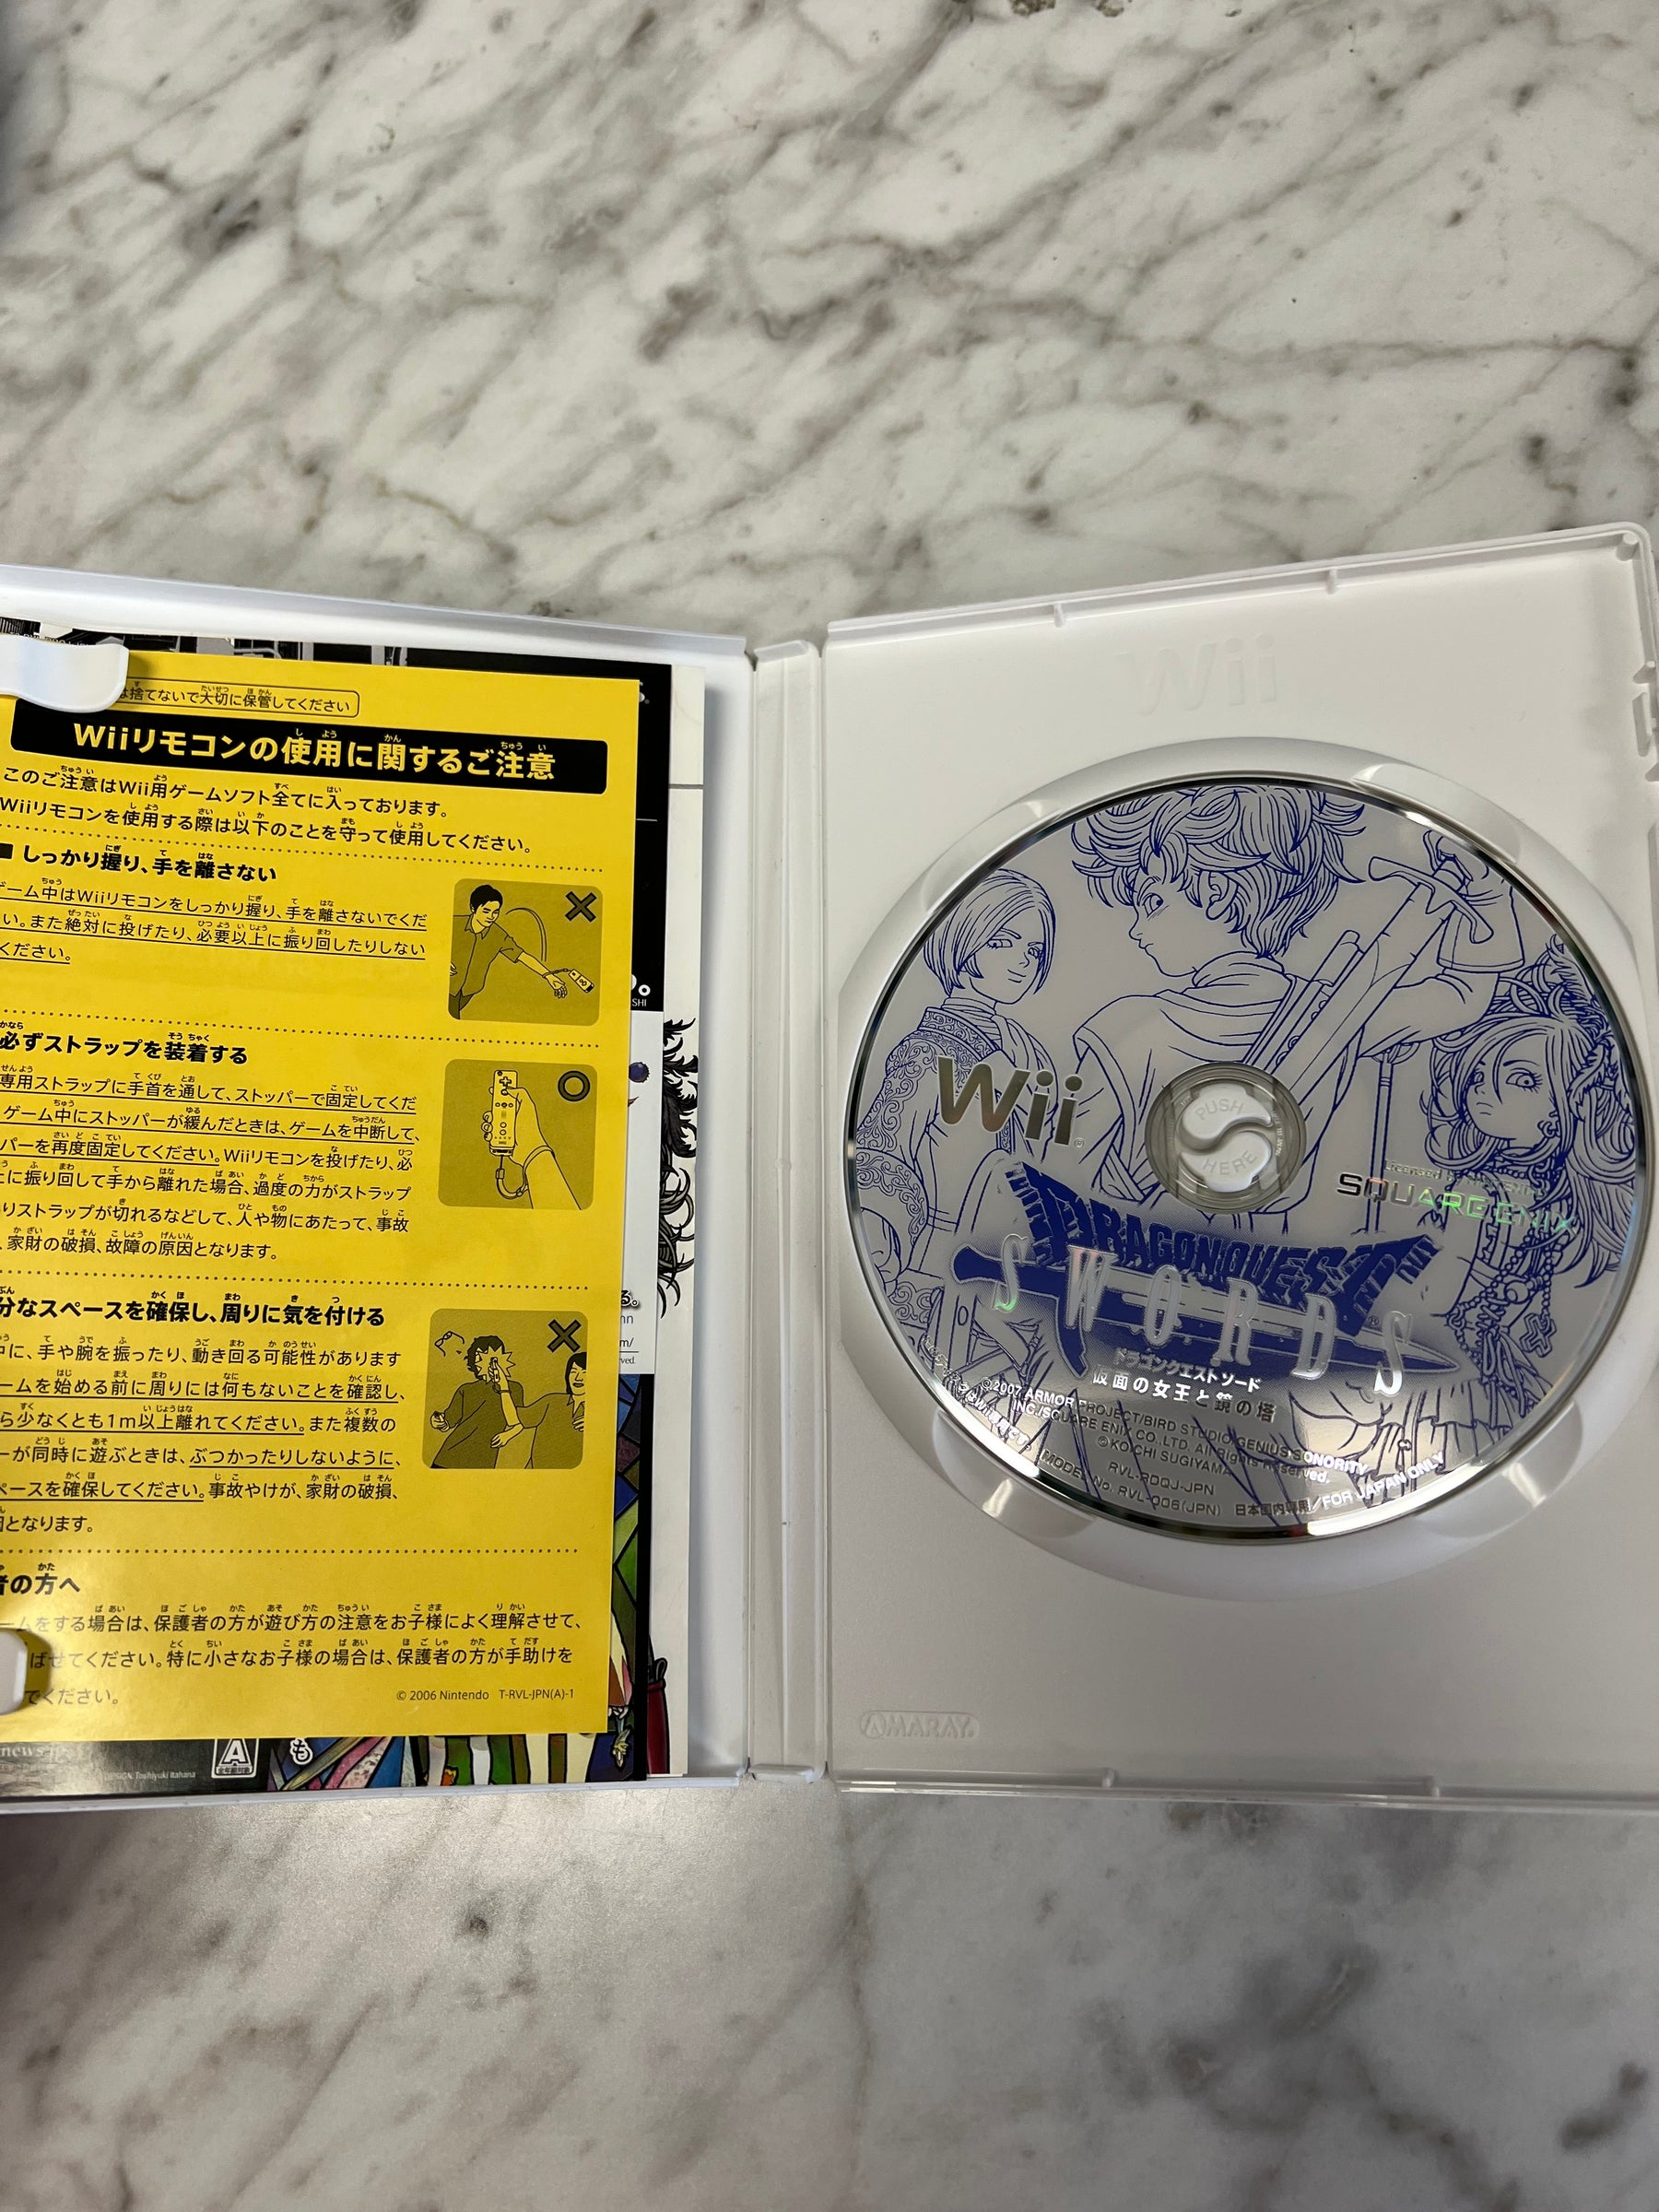 は捨てないで大切に保管してください
Wiiリモコンの使用に関するご注意
このご注意はWii用ゲームソフト全てに入っております。
Wiiリモコンを使用する際は以下のことを守って使用してください。
■しっかり握り、手を離さない
ゲーム中はWiiリモコンをしっかり握り、手を離さないでくだ
い。また絶対に投げたり、必要以上に振り回したりしない
ください。
必ずストラップを装着する
専用ストラップに手首を通して、ストッパーで固定してくだ
ゲーム中にストッパーが緩んだときは、ゲームを中断して、
パーを再度固定してください。Wiiリモコンを投げたり、必
上に振り回して手から離れた場合、過度の力がストラップ
りストラップが切れるなどして、人や物にあたって、事故
、家財の破損、故障の原因となります。
分なスペースを確保し、周りに気を付ける
中に、手や腕を振ったり、動き回る可能性があります
ームを始める前に周りには何もないことを確認し、
ら少なくとも1m以上離れてください。また複数の
ーが同時に遊ぶときは、ぶつかったりしないように、
ペースを確保してください。事故やけが、家財の破損、
因となります。
者の方へ
ームをする場合は、保護者の方が遊び方の注意をお子様によく理解させて、
ばせてください。特に小さなお子様の場合は、保護者の方が手助けを
でください。
© 2006 Nintendo T-RVL-JPN(A)-1
DESIGN: Toshiyuki Itahana
A
も
SHI
る。
m/
Wii
Wii
PUSH
HERE
SQUARE ENIX
DRAGON QUEST
SWORDS
ドラゴンクエストソード
仮面の女王と鏡の塔
©2007 ARMOR PROJECT/BIRD STUDIO/GENIUS SONORITY
INC./SQUARE ENIX CO.,LTD. All Rights Reserved.
©KOICHI SUGIYAMA
RVL-RDQJ-JPN
MODEL No. RVL-006(JPN) 日本国内専用/FOR JAPAN ONLY
AMARAY